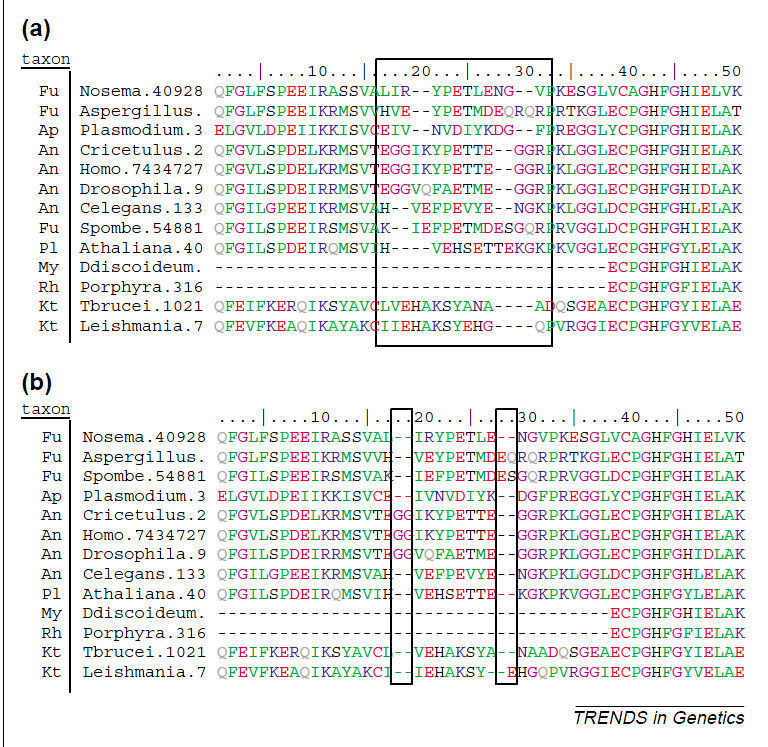 (a)
taxon
....|...10...|...20...|...30...|...40...|...50
Fu Nosema.40928 QFGLFSPEEIRASSVALIR--YPETLENG--VPKESGLVCAGHFGHIELVK
Fu Aspergillus. QFGILSPEEIKRMSVVHVE--YPETMDEQRQRPRTKGLECPGHFGHIELAT
Ap Plasmodium.3 ELGVLDPEIIKKISVCEIV--NVDIYKDG--FPREGGLYCPGHFGHIELAK
An Cricetulus.2 QFGVLSPDELKRMSVTEGGIKYPETTE--GGRPKLGGLECPGHFGHIELAK
An Homo.7434727 QFGVLSPDELKRMSVTEGGIKYPETTE--GGRPKLGGLECPGHFGHIELAK
An Drosophila.9 QFGILSPDEIRRMSVTEGGVQFAETME--GGRPKLGGLECPGHFGHIDLAK
An Celegans.133 QFGILGPEEIKRMSVAH--VEFPEVYE--NGKPKLGGLDCPGHFGHLELAK
Fu Spombe.54881 QFGILSPEEIRSMSVAK--IEFPETMDESGQRPRVGGLDCPGHFGHIELAK
Pl Athaliana.40 QFGILSPDEIRQMSVIH----VEHSETTEKGKPKVGGLECPGHFGYLELAK
My Ddiscoideum. --------------------------------------ECPGHFGHIELAK
Rh Porphyra.316 --------------------------------------ECPGHFGFIELAK
Kt Tbrucei.1021 QFEIFKERQIKSYAVCLVEHAKSYANA----ADQSGEAECPGHFGYIELAE
Kt Leishmania.7 QFEVFKEAQIKAYAKCIIEHAKSYEHG----QPVRGGIECPGHFGYVELAE
(b)
taxon
....|...10...|...20...|...30...|...40...|...50
Fu Nosema.40928 QFGLFSPEEIRASSVAL--IRYPETLE--NGVPKESGLVCAGHFGHIELVK
Fu Aspergillus. QFGILSPEEIKRMSVVH--VEYPETMDEQRQRPRTKGLECPGHFGHIELAT
Fu Spombe.54881 QFGILSPEEIRSMSVAK--IEFPETMDESGQRPRVGGLDCPGHFGHIELAK
Ap Plasmodium.3 ELGVLDPEIIKKISVCE--IVNVDIYK--DGFPREGGLYCPGHFGHIELAK
An Cricetulus.2 QFGVLSPDELKRMSVTEGGIKYPETTE--GGRPKLGGLECPGHFGHIELAK
An Homo.7434727 QFGVLSPDELKRMSVTEGGIKYPETTE--GGRPKLGGLECPGHFGHIELAK
An Drosophila.9 QFGILSPDEIRRMSVTEGGVQFAETME--GGRPKLGGLECPGHFGHIDLAK
An Celegans.133 QFGILGPEEIKRMSVAH--VEFPEVYE--NGKPKLGGLDCPGHFGHLELAK
Pl Athaliana.40 QFGILSPDEIRQMSVIH--VEHSETTE--KGKPKVGGLECPGHFGYLELAK
My Ddiscoideum. --------------------------------------ECPGHFGHIELAK
Rh Porphyra.316 --------------------------------------ECPGHFGFIELAK
Kt Tbrucei.1021 QFEIFKERQIKSYAVCL--VEHAKSYA--NAADQSGEAECPGHFGYIELAE
Kt Leishmania.7 QFEVFKEAQIKAYAKCI--IEHAKSY--EHGQPVRGGIECPGHFGYVELAE
TRENDS in Genetics